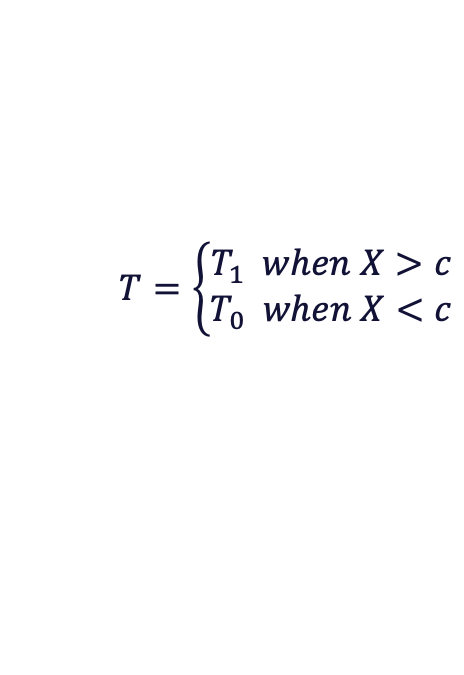 T = {T₁ when X > c
T₀ when X < c